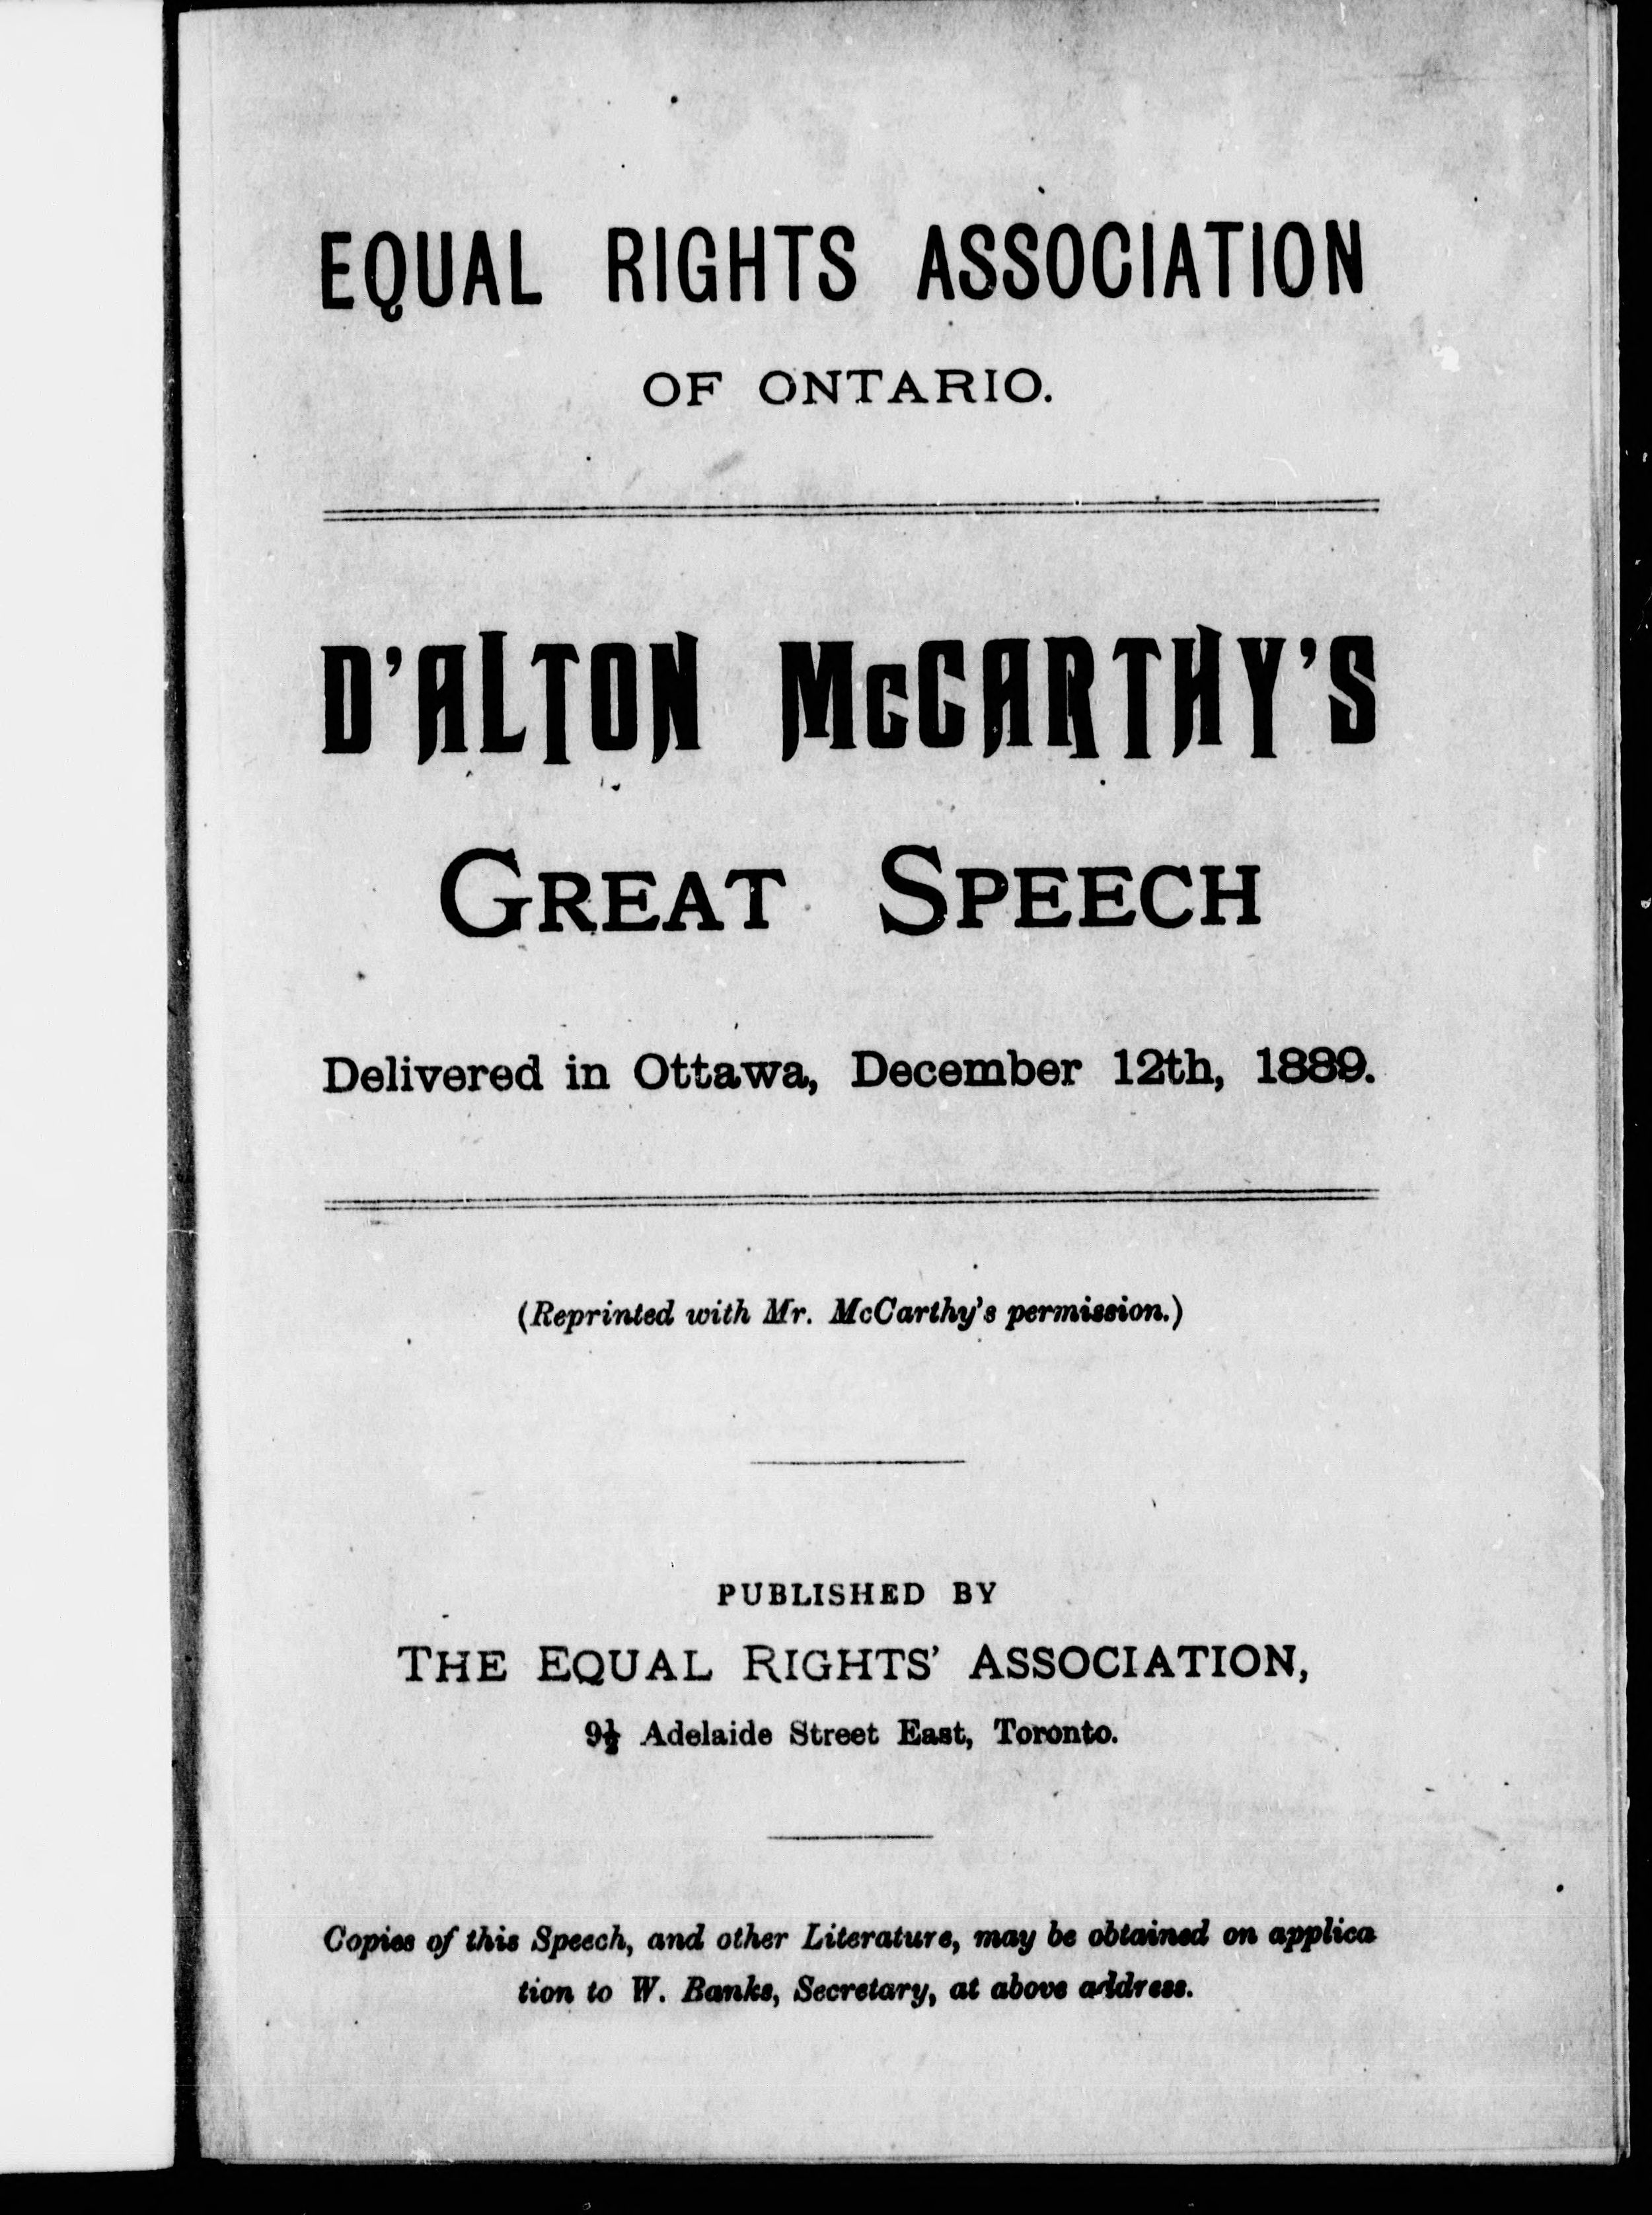 EQUAL RIGHTS ASSOCIATION
OF ONTARIO.
D'ALTON McCARTHY'S
GREAT SPEECH
Delivered in Ottawa, December 12th, 1889.
(Reprinted with Mr. McCarthy's permission.)
PUBLISHED BY
THE EQUAL RIGHTS' ASSOCIATION,
9½ Adelaide Street East, Toronto.
Copies of this Speech, and other Literature, may be obtained on applica
tion to W. Banks, Secretary, at above address.